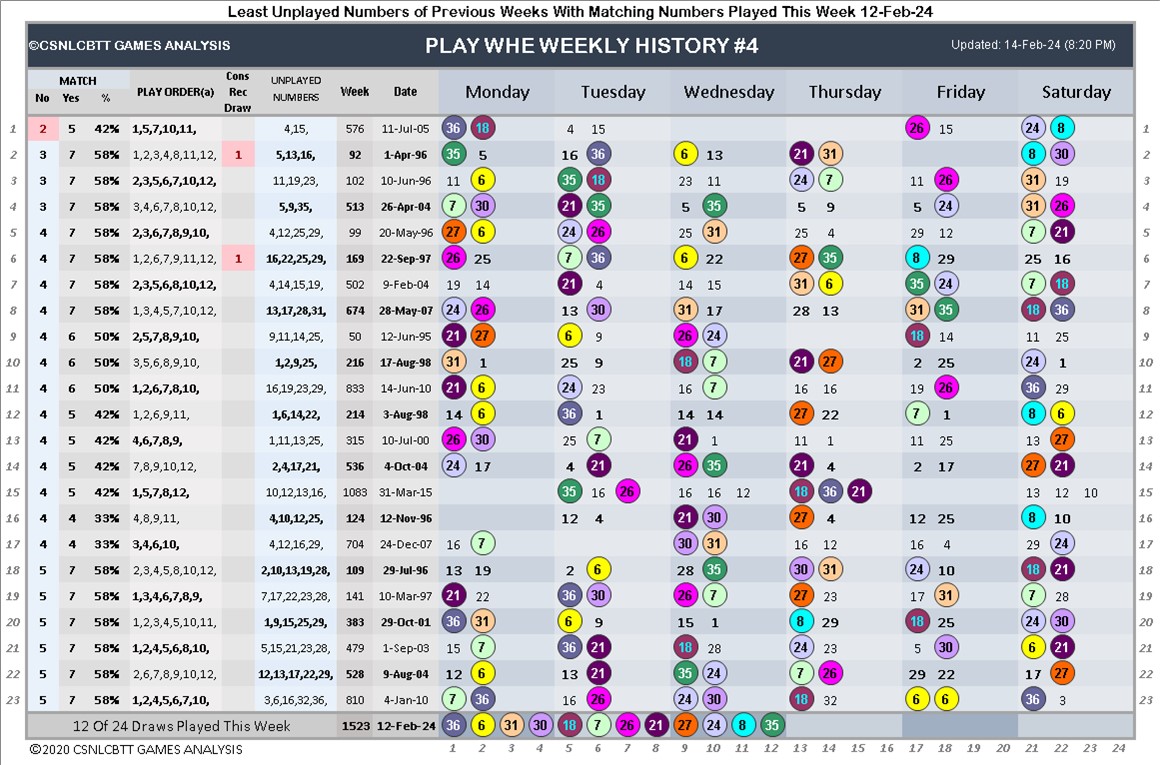 Least Unplayed Numbers of Previous Weeks With Matching Numbers Played This Week 12-Feb-24
©CSNLCBTT GAMES ANALYSIS PLAY WHE WEEKLY HISTORY #4 Updated: 14-Feb-24 (8:20 PM)
MATCH Cons UNPLAYED
No Yes % PLAY ORDER(a) Rec Draw NUMBERS Week Date Monday Tuesday Wednesday Thursday Friday Saturday
1 2 5 42% 1,5,7,10,11, 4,15, 576 11-Jul-05 36 18 4 15 26 15 24 8 1
2 3 7 58% 1,2,3,4,8,11,12, 1 5,13,16, 92 1-Apr-96 35 5 16 36 6 13 21 31 8 30 2
3 3 7 58% 2,3,5,6,7,10,12, 11,19,23, 102 10-Jun-96 11 6 35 18 23 11 24 7 11 26 31 19 3
4 3 7 58% 3,4,6,7,8,10,12, 5,9,35, 513 26-Apr-04 7 30 21 35 5 35 5 9 5 24 31 26 4
5 4 7 58% 2,3,6,7,8,9,10, 4,12,25,29, 99 20-May-96 27 6 24 26 25 31 25 4 29 12 7 21 5
6 4 7 58% 1,2,6,7,9,11,12, 1 16,22,25,29, 169 22-Sep-97 26 25 7 36 6 22 27 35 8 29 25 16 6
7 4 7 58% 2,3,5,6,8,10,12, 4,14,15,19, 502 9-Feb-04 19 14 21 4 14 15 31 6 35 24 7 18 7
8 4 7 58% 1,3,4,5,7,10,12, 13,17,28,31, 674 28-May-07 24 26 13 30 31 17 28 13 31 35 18 36 8
9 4 6 50% 2,5,7,8,9,10, 9,11,14,25, 50 12-Jun-95 21 27 6 9 26 24 18 14 11 25 9
10 4 6 50% 3,5,6,8,9,10, 1,2,9,25, 216 17-Aug-98 31 1 25 9 18 7 21 27 2 25 24 1 10
11 4 6 50% 1,2,6,7,8,10, 16,19,23,29, 833 14-Jun-10 21 6 24 23 16 7 16 16 19 26 36 29 11
12 4 5 42% 1,2,6,9,11, 1,6,14,22, 214 3-Aug-98 14 6 36 1 14 14 27 22 7 1 8 6 12
13 4 5 42% 4,6,7,8,9, 1,11,13,25, 315 10-Jul-00 26 30 25 7 21 1 11 1 11 25 13 27 13
14 4 5 42% 7,8,9,10,12, 2,4,17,21, 536 4-Oct-04 24 17 4 21 26 35 21 4 2 17 27 21 14
15 4 5 42% 1,5,7,8,12, 10,12,13,16, 1083 31-Mar-15 35 16 26 16 16 12 18 36 21 13 12 10 15
16 4 4 33% 4,8,9,11, 4,10,12,25, 124 12-Nov-96 12 4 21 30 27 4 12 25 8 10 16
17 4 4 33% 3,4,6,10, 4,12,16,29, 704 24-Dec-07 16 7 30 31 16 12 16 4 29 24 17
18 5 7 58% 2,3,4,5,8,10,12, 2,10,13,19,28, 109 29-Jul-96 13 19 2 6 28 35 30 31 24 10 18 21 18
19 5 7 58% 1,3,4,6,7,8,9, 7,17,22,23,28, 141 10-Mar-97 21 22 36 30 26 7 27 23 17 31 7 28 19
20 5 7 58% 1,2,3,4,5,10,11, 1,9,15,25,29, 383 29-Oct-01 36 31 6 9 15 1 8 29 18 25 24 30 20
21 5 7 58% 1,2,4,5,6,8,10, 5,15,21,23,28, 479 1-Sep-03 15 7 36 21 18 28 24 23 5 30 6 21 21
22 5 7 58% 2,6,7,8,9,10,12, 12,13,17,22,29, 528 9-Aug-04 12 6 13 21 35 24 7 26 29 22 17 27 22
23 5 7 58% 1,2,4,5,6,7,10, 3,6,16,32,36, 810 4-Jan-10 7 36 16 26 24 30 18 32 6 6 36 3 23
12 Of 24 Draws Played This Week 1523 12-Feb-24 36 6 31 30 18 7 26 21 27 24 8 35
©2020 CSNLCBTT GAMES ANALYSIS 1 2 3 4 5 6 7 8 9 10 11 12 13 14 15 16 17 18 19 20 21 22 23 24